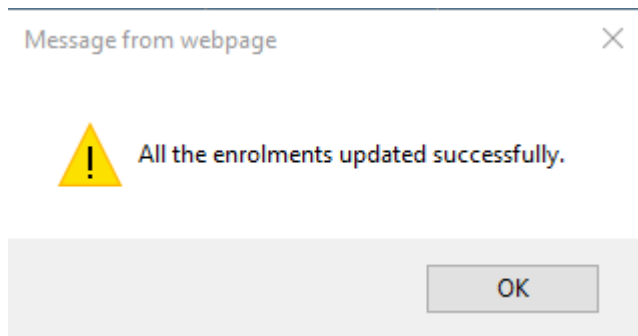 Message from webpage
All the enrolments updated successfully.
OK